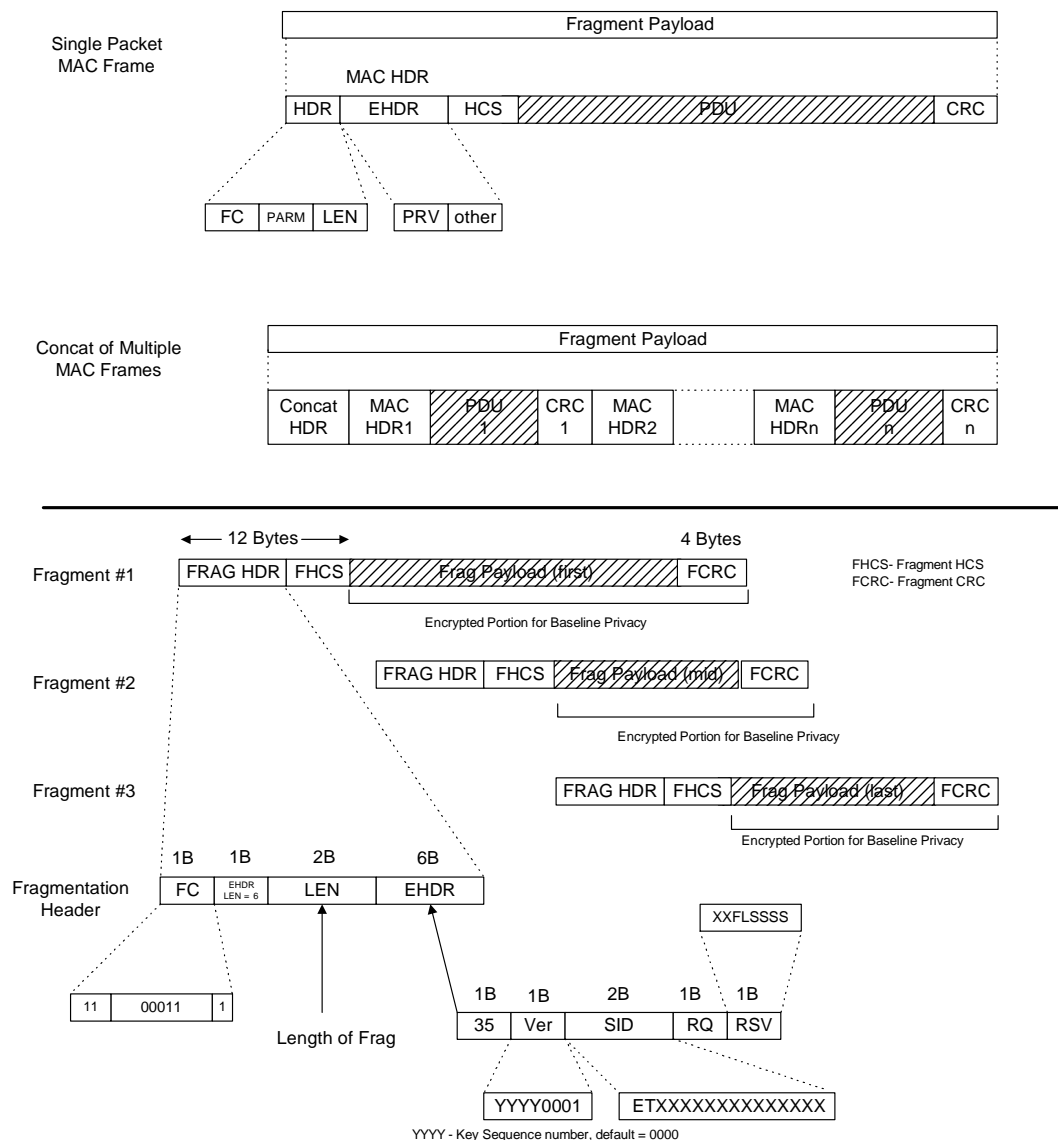 Fragment Payload
Single Packet
MAC Frame
MAC HDR
HDR EHDR HCS PDU CRC
FC PARM LEN PRV other
Fragment Payload
Concat of Multiple
MAC Frames
Concat HDR MAC HDR1 PDU 1 CRC 1 MAC HDR2 MAC HDRn PDU n CRC n
12 Bytes 4 Bytes
Fragment #1 FRAG HDR FHCS Frag Payload (first) FCRC
FHCS- Fragment HCS
FCRC- Fragment CRC
Encrypted Portion for Baseline Privacy
Fragment #2 FRAG HDR FHCS Frag Payload (mid) FCRC
Encrypted Portion for Baseline Privacy
Fragment #3 FRAG HDR FHCS Frag Payload (last) FCRC
Encrypted Portion for Baseline Privacy
1B 1B 2B 6B
Fragmentation
Header
FC EHDR LEN = 6 LEN EHDR
XXFLSSSS
11 00011 1
Length of Frag
1B 1B 2B 1B 1B
35 Ver SID RQ RSV
YYYY0001 ETXXXXXXXXXXXXXX
YYYY - Key Sequence number, default = 0000